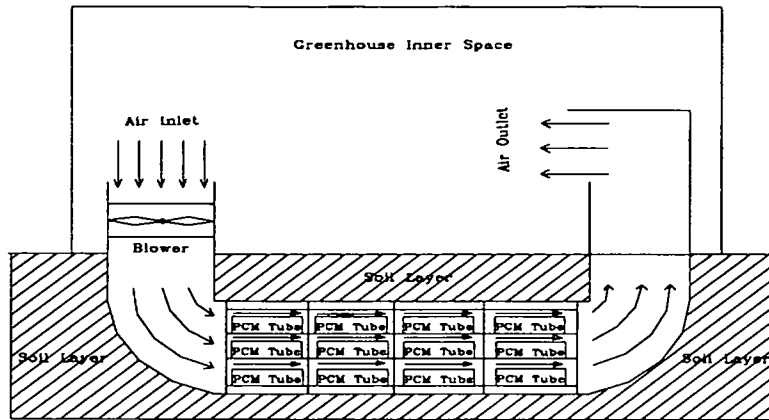 Greenhouse Inner Space
Air Inlet
Air Outlet
Blower
Soil Layer
PCM Tube PCM Tube PCM Tube PCM Tube
PCM Tube PCM Tube PCM Tube PCM Tube
Soil Layer Soil Layer
PCM Tube PCM Tube PCM Tube PCM Tube